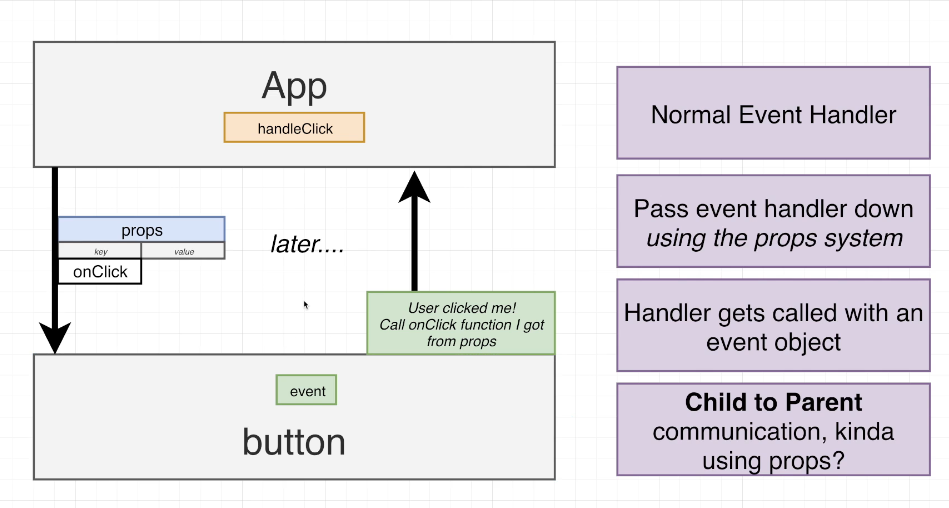 App
handleClick
props
key value
onClick
later....
User clicked me!
Call onClick function I got
from props
event
button
Normal Event Handler
Pass event handler down
using the props system
Handler gets called with an
event object
Child to Parent
communication, kinda
using props?